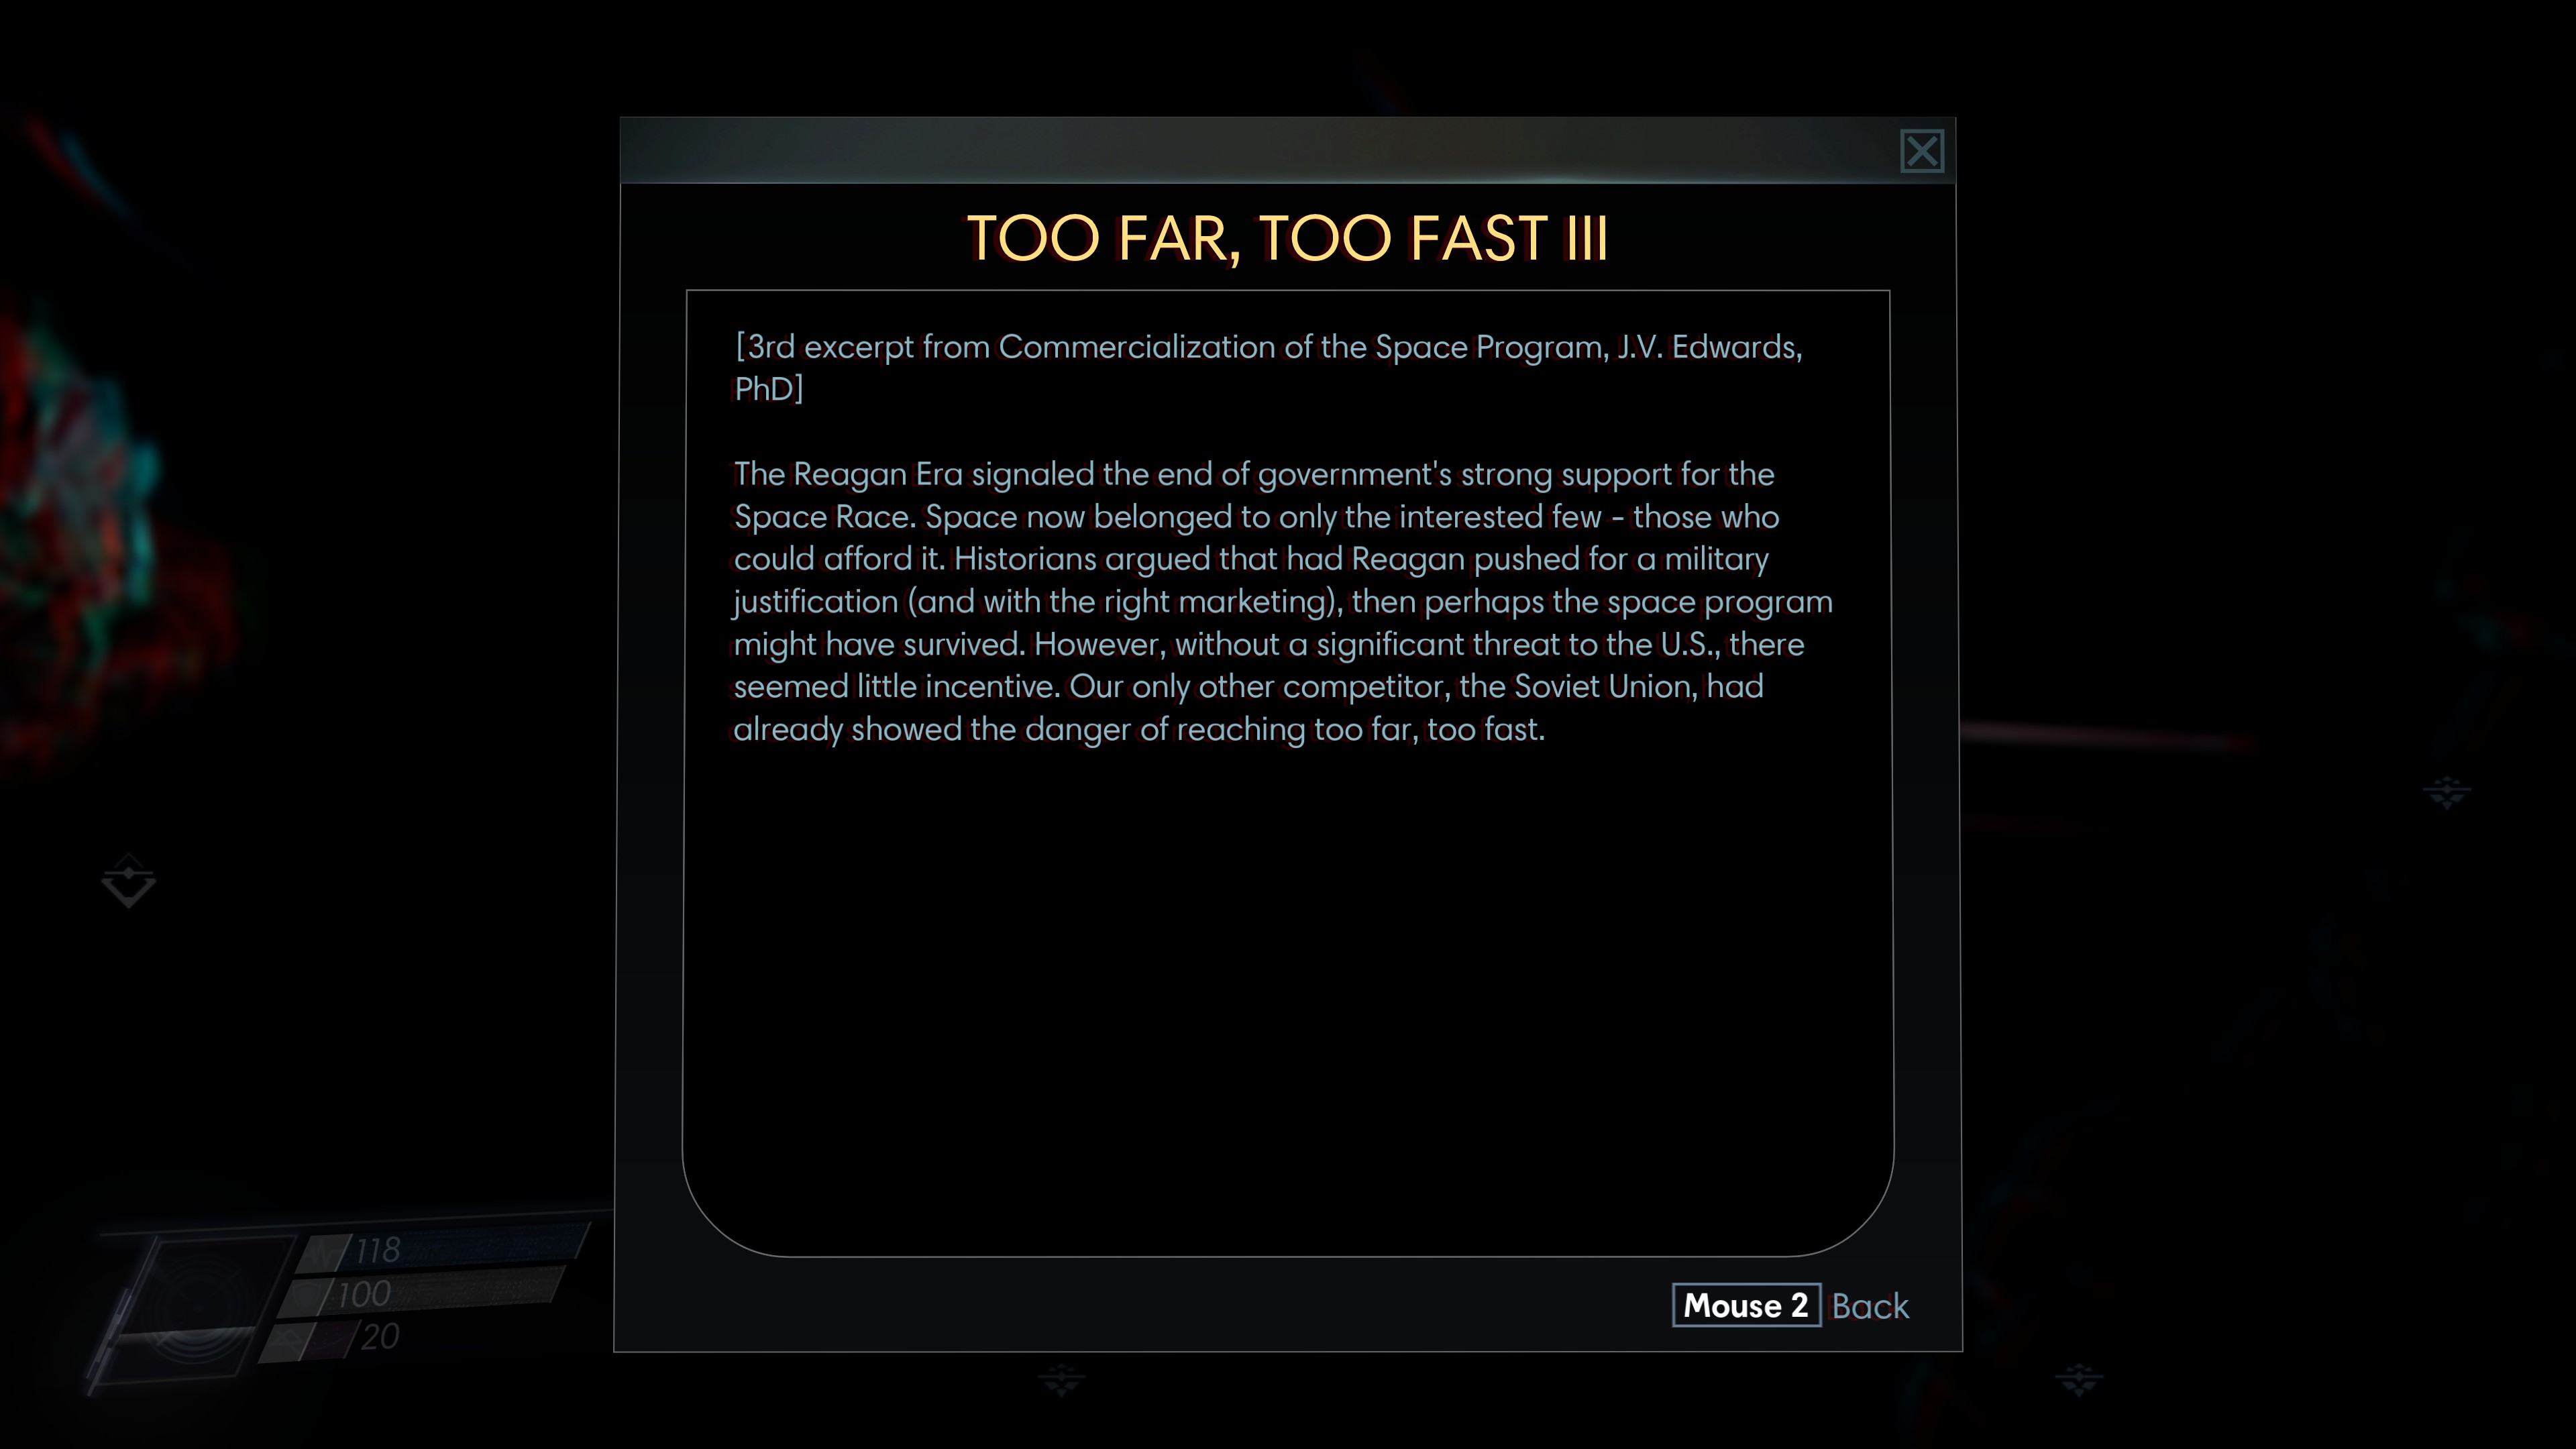 TOO FAR, TOO FAST III
[3rd excerpt from Commercialization of the Space Program, J.V. Edwards,
PhD]
The Reagan Era signaled the end of government's strong support for the
Space Race. Space now belonged to only the interested few - those who
could afford it. Historians argued that had Reagan pushed for a military
justification (and with the right marketing), then perhaps the space program
might have survived. However, without a significant threat to the U.S., there
seemed little incentive. Our only other competitor, the Soviet Union, had
already showed the danger of reaching too far, too fast.
118
100
20
Mouse 2 Back